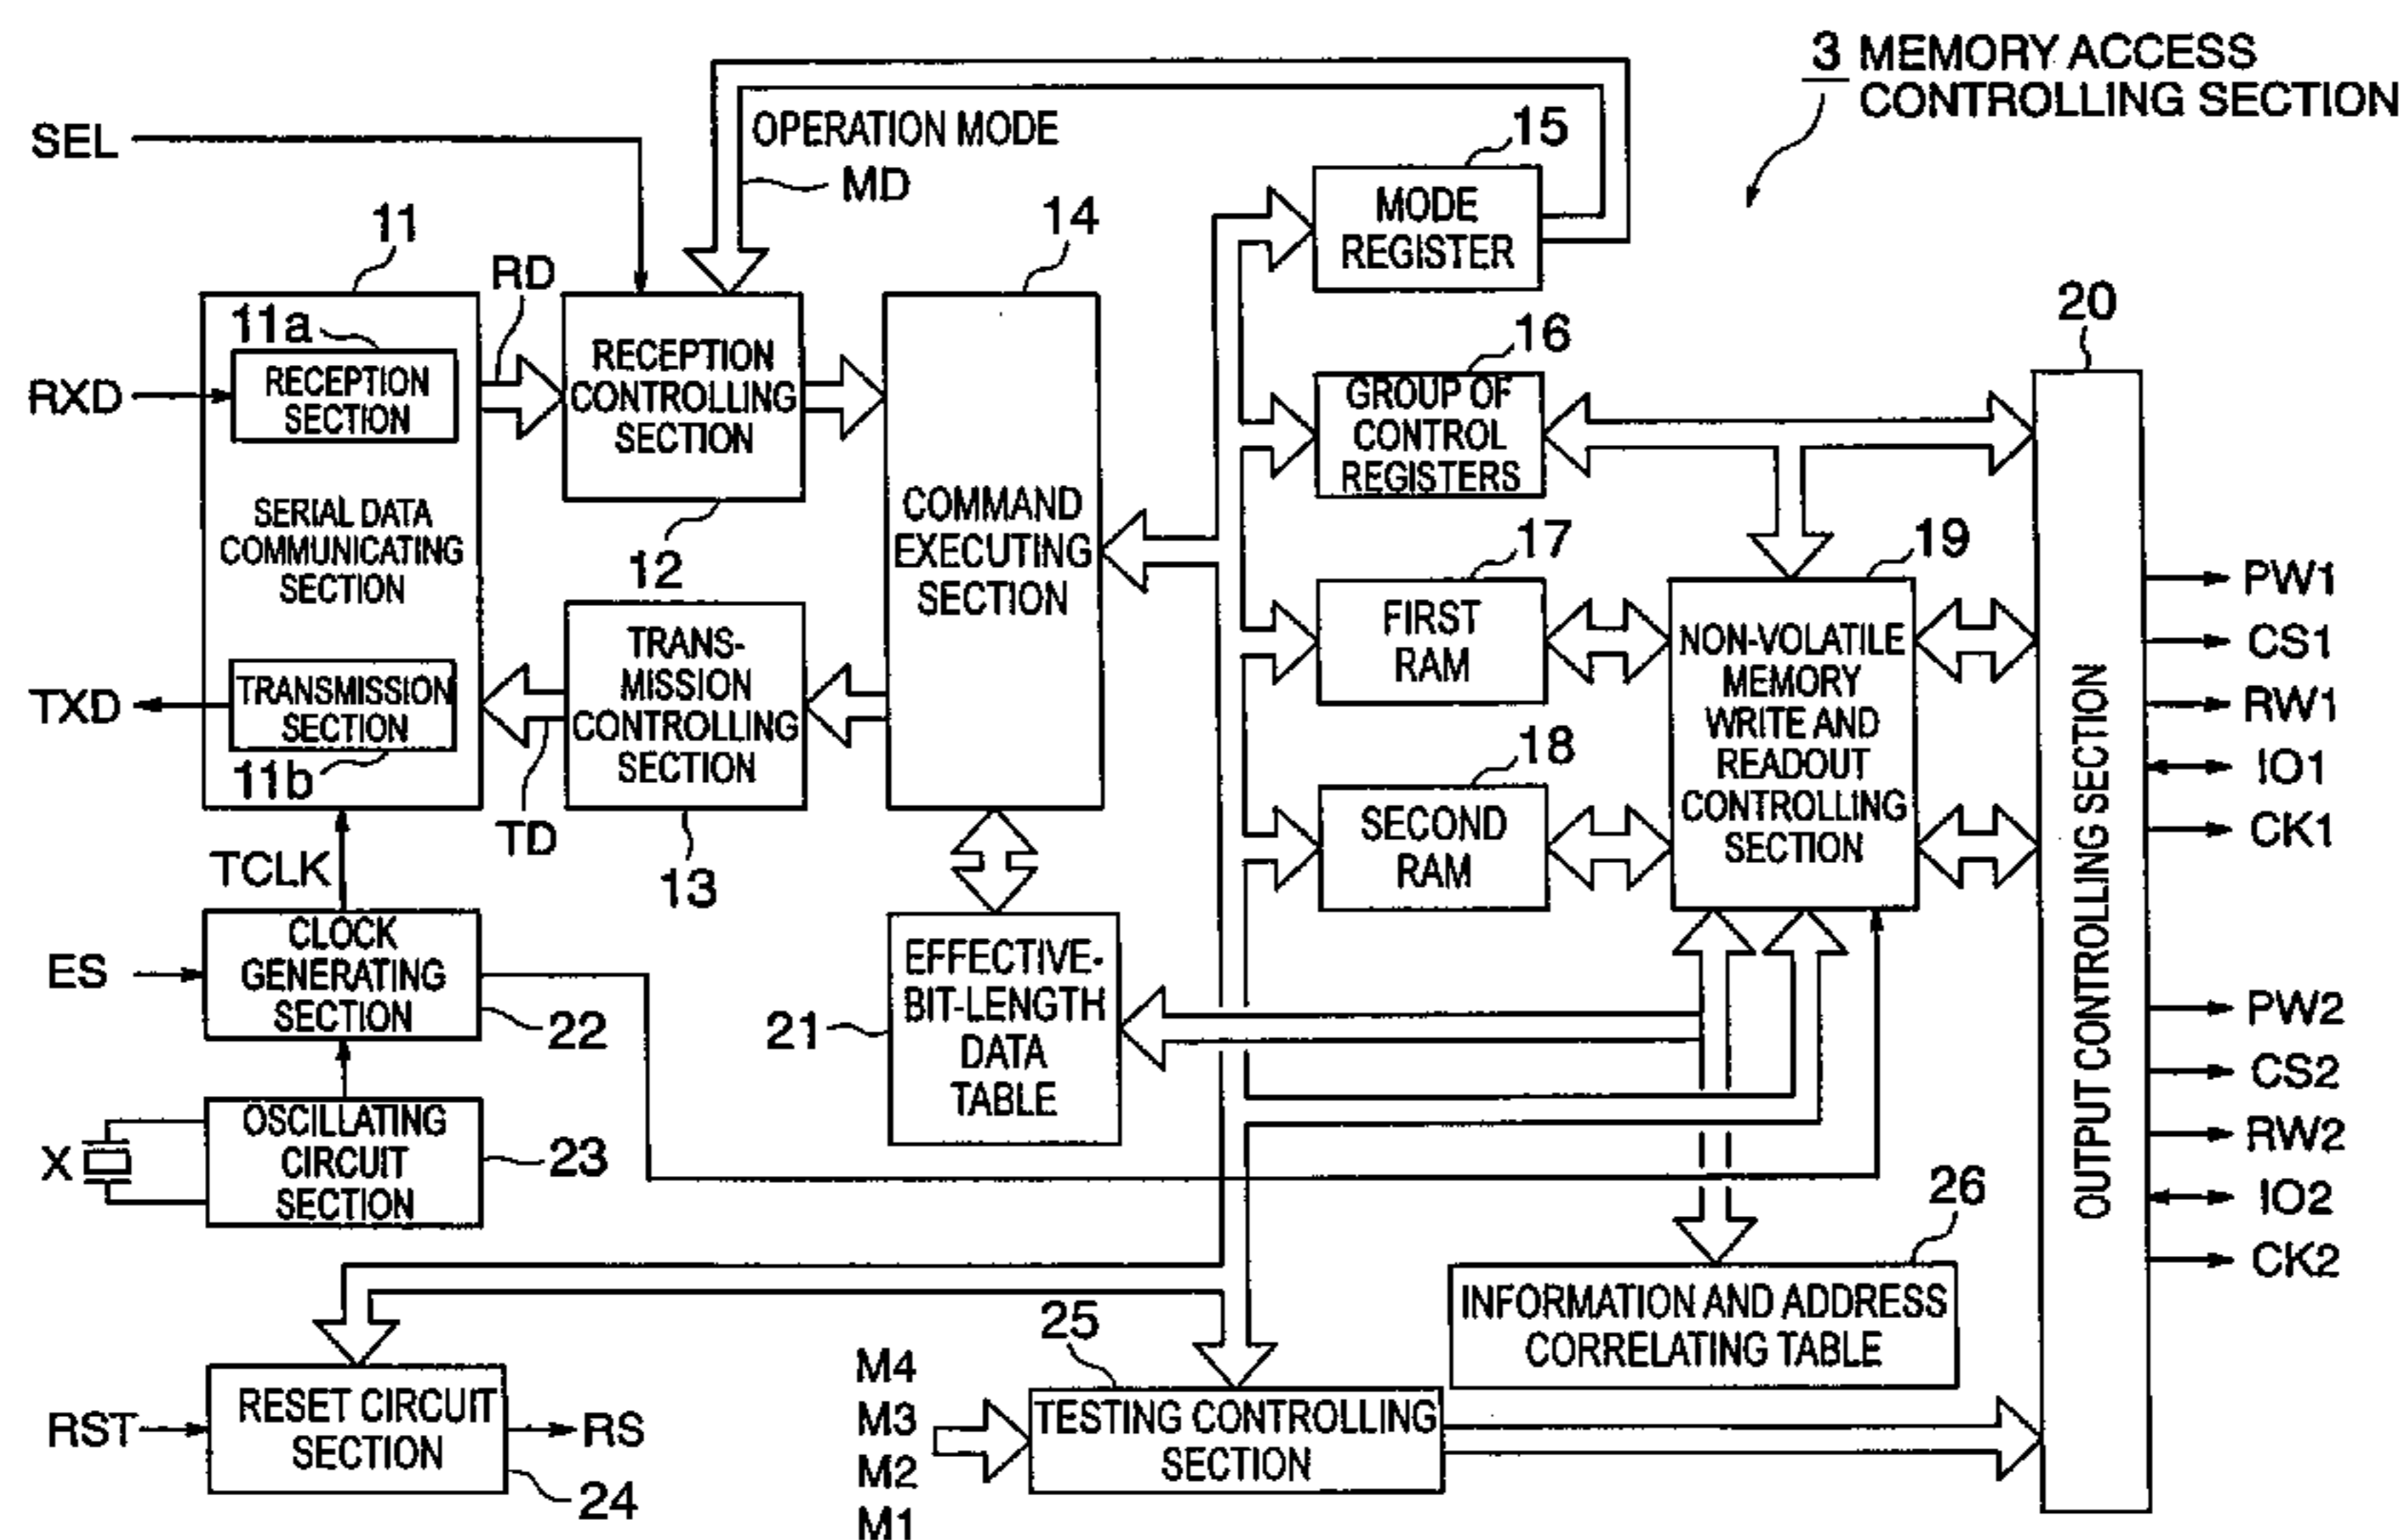 3 MEMORY ACCESS
CONTROLLING SECTION
SEL
OPERATION MODE
MD
15
MODE
REGISTER
11
RD
14
20
11a
RECEPTION
SECTION
RXD
RECEPTION
CONTROLLING
SECTION
12
16
GROUP OF
CONTROL
REGISTERS
SERIAL DATA
COMMUNICATING
SECTION
COMMAND
EXECUTING
SECTION
17
FIRST
RAM
19
NON-VOLATILE
MEMORY
WRITE AND
READOUT
CONTROLLING
SECTION
PW1
CS1
RW1
IO1
CK1
TRANS-
MISSION
CONTROLLING
SECTION
13
TXD
TRANSMISSION
SECTION
11b
TD
18
SECOND
RAM
OUTPUT CONTROLLING SECTION
TCLK
ES
CLOCK
GENERATING
SECTION
22
21
EFFECTIVE-
BIT-LENGTH
DATA
TABLE
PW2
CS2
RW2
IO2
CK2
X
OSCILLATING
CIRCUIT
SECTION
23
26
INFORMATION AND ADDRESS
CORRELATING TABLE
RST
RESET CIRCUIT
SECTION
RS
24
25
M4
M3
M2
M1
TESTING CONTROLLING
SECTION